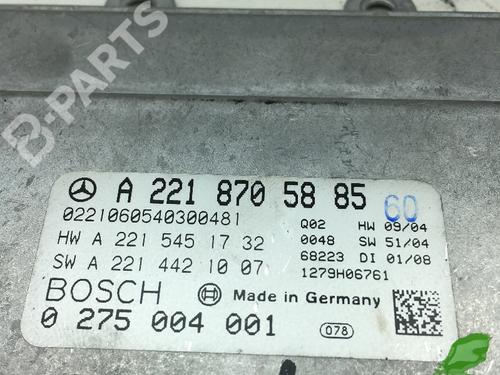 B-PARTS
A 221 870 58 85 60
0221060540300481
Q02 HW 09/04
HW A 221 545 17 32
0048 SW 51/04
SW A 221 442 10 07
68223 DI 01/08
1279H06761
BOSCH Made in Germany
0 275 004 001 078